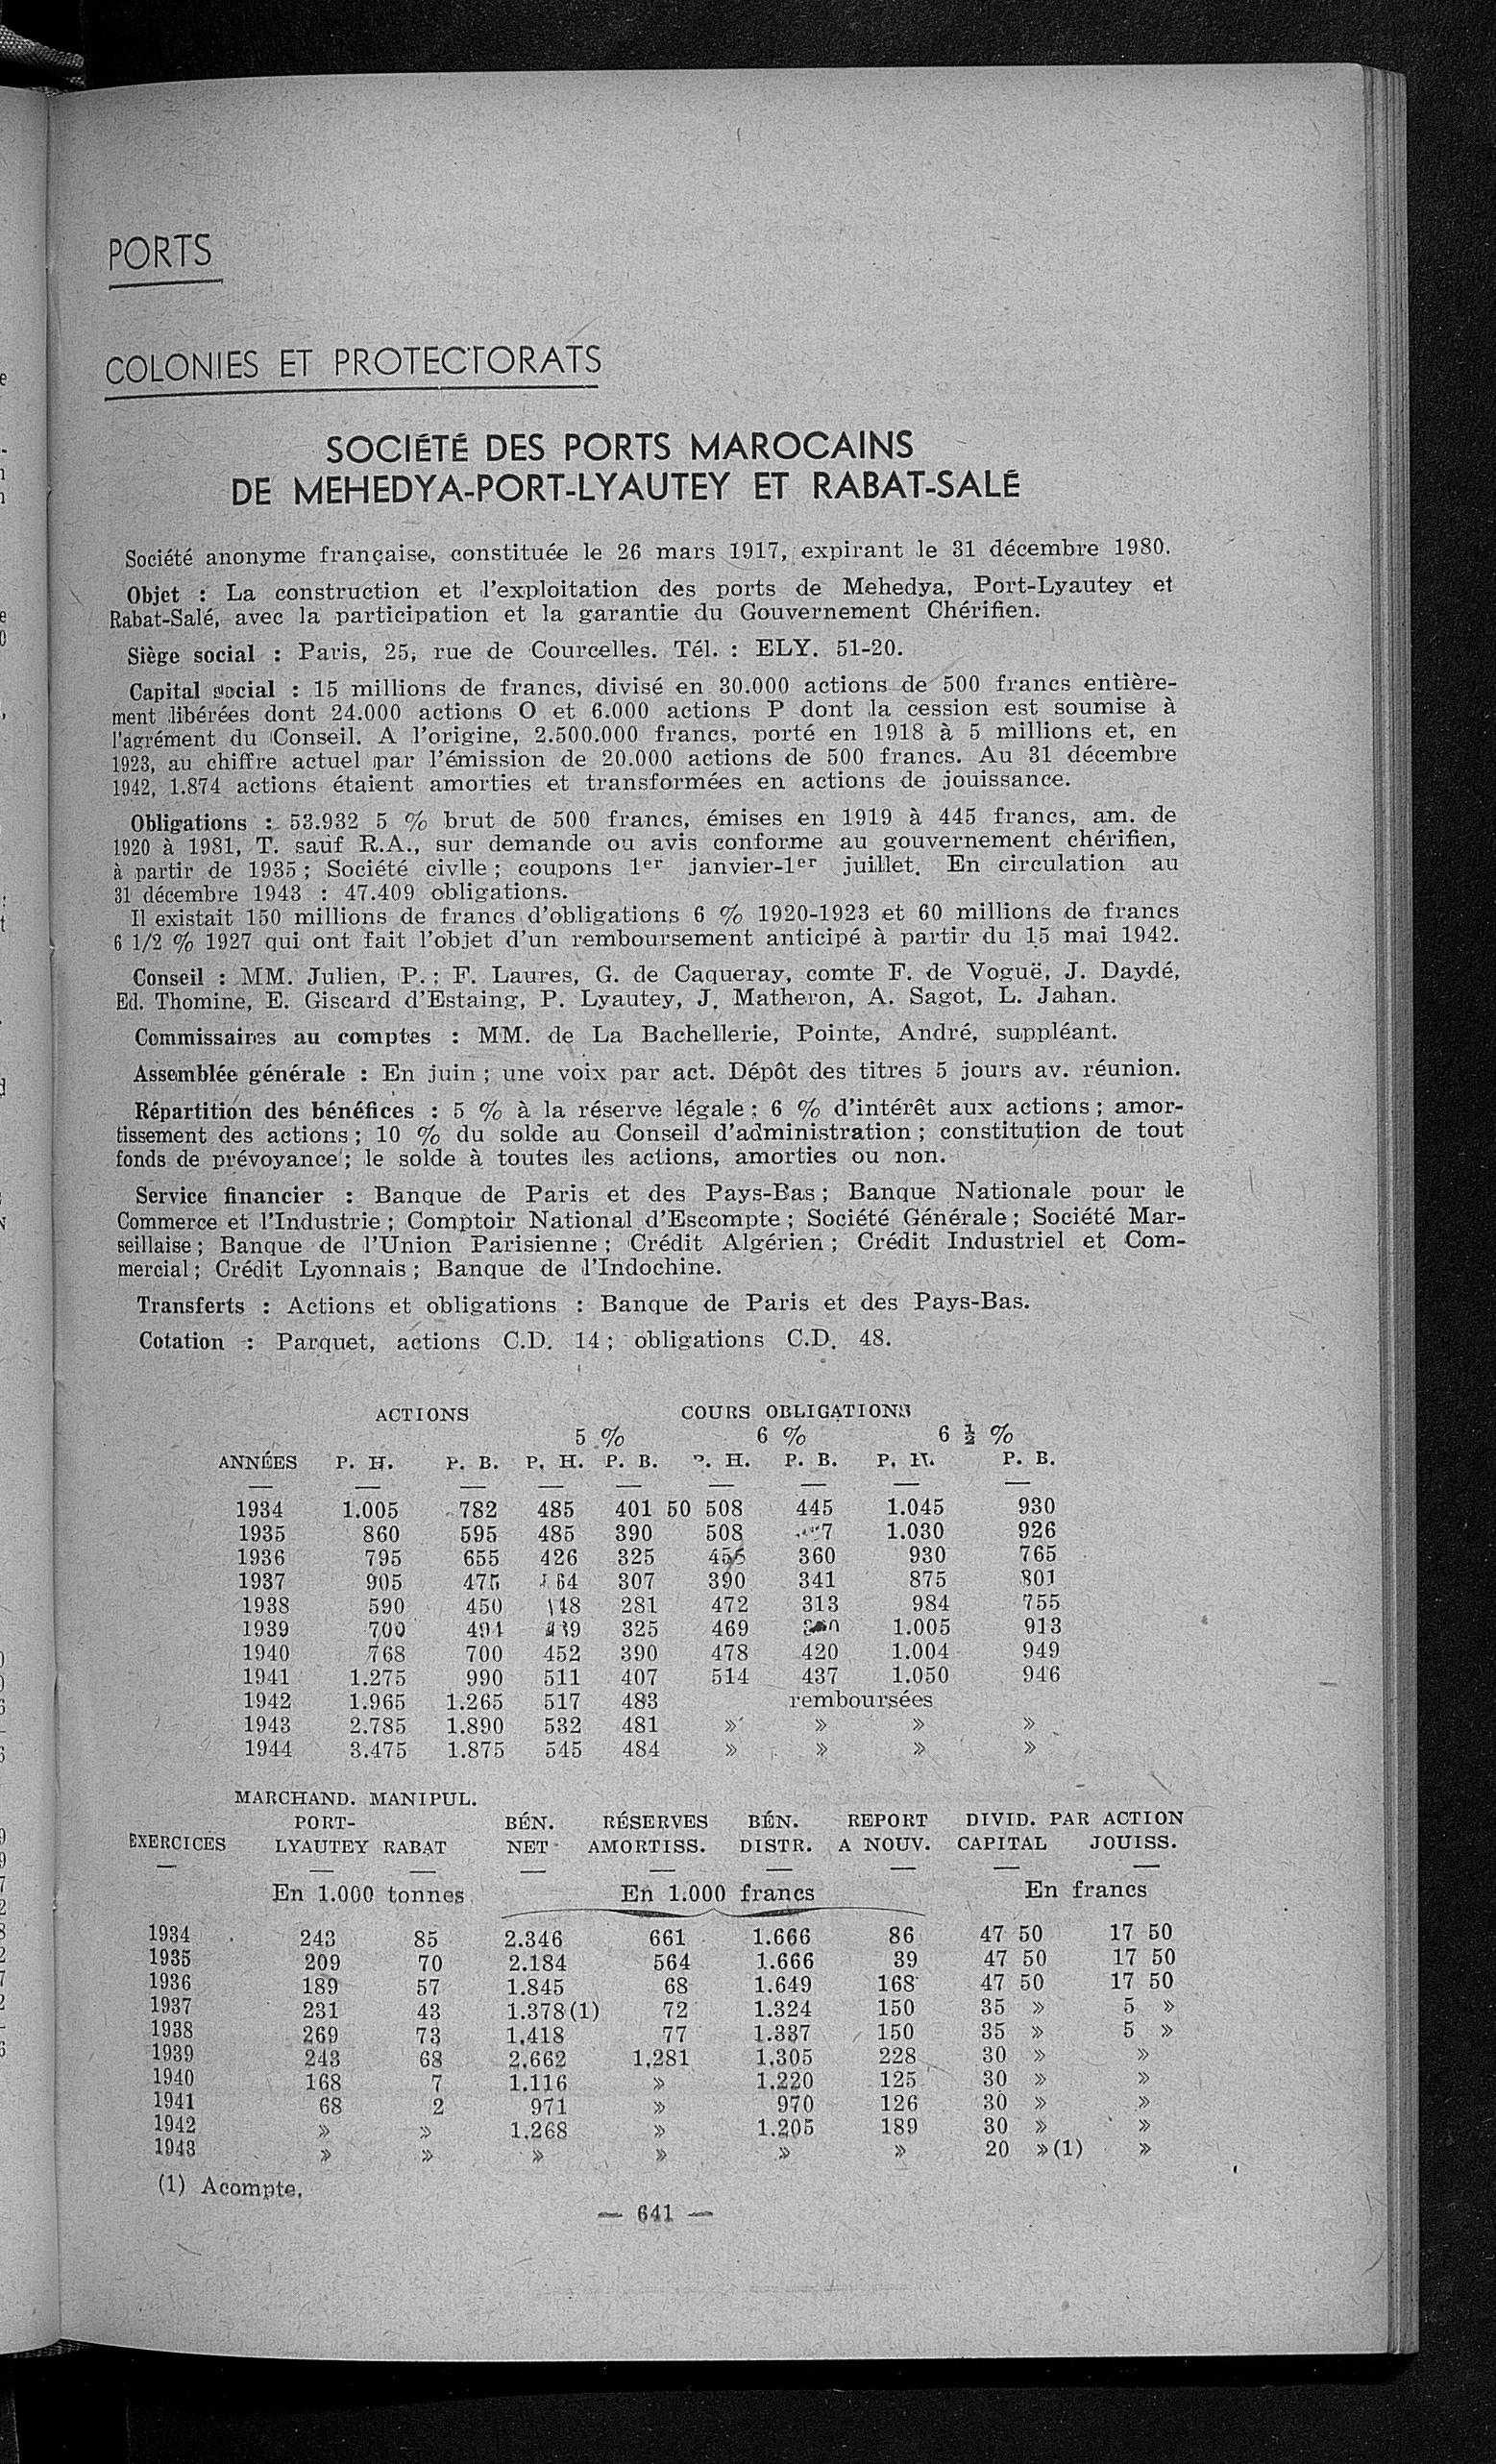 PORTS
COLONIES ET PROTECTORATS
SOCIÉTÉ DES PORTS MAROCAINS
DE MEHEDYA-PORT-LYAUTEY ET RABAT-SALÉ
Société anonyme française, constituée le 26 mars 1917, expirant le 31 décembre 1980.
Objet : La construction et l'exploitation des ports de Mehedya, Port-Lyautey et
Rabat-Salé, avec la participation et la garantie du Gouvernement Chérifien.
Siège social : Paris, 25, rue de Courcelles. Tél. : ELY. 51-20.
Capital social : 15 millions de francs, divisé en 30.000 actions de 500 francs entière-
ment libérées dont 24.000 actions O et 6.000 actions P dont la cession est soumise à
l'agrément du Conseil. A l'origine, 2.500.000 francs, porté en 1918 à 5 millions et, en
1923, au chiffre actuel par l'émission de 20.000 actions de 500 francs. Au 31 décembre
1942, 1.874 actions étaient amorties et transformées en actions de jouissance.
Obligations : 53.932 5 % brut de 500 francs, émises en 1919 à 445 francs, am. de
1920 à 1981, T. sauf R.A., sur demande ou avis conforme au gouvernement chérifien,
à partir de 1935 ; Société civlle ; coupons 1er janvier-1er juillet. En circulation au
31 décembre 1943 : 47.409 obligations.
Il existait 150 millions de francs d'obligations 6 % 1920-1923 et 60 millions de francs
6 1/2 % 1927 qui ont fait l'objet d'un remboursement anticipé à partir du 15 mai 1942.
Conseil : MM. Julien, P. ; F. Laures, G. de Caqueray, comte F. de Voguë, J. Daydé,
Ed. Thomine, E. Giscard d'Estaing, P. Lyautey, J. Matheron, A. Sagot, L. Jahan.
Commissaires au comptes : MM. de La Bachellerie, Pointe, André, suppléant.
Assemblée générale : En juin ; une voix par act. Dépôt des titres 5 jours av. réunion.
Répartition des bénéfices : 5 % à la réserve légale ; 6 % d'intérêt aux actions ; amor-
tissement des actions ; 10 % du solde au Conseil d'administration ; constitution de tout
fonds de prévoyance ; le solde à toutes les actions, amorties ou non.
Service financier : Banque de Paris et des Pays-Bas ; Banque Nationale pour le
Commerce et l'Industrie ; Comptoir National d'Escompte ; Société Générale ; Société Mar-
seillaise ; Banque de l'Union Parisienne ; Crédit Algérien ; Crédit Industriel et Com-
mercial ; Crédit Lyonnais ; Banque de l'Indochine.
Transferts : Actions et obligations : Banque de Paris et des Pays-Bas.
Cotation : Parquet, actions C.D. 14 ; obligations C.D. 48.
ACTIONS COURS OBLIGATIONS
5 % 6 % 6 ½ %
ANNÉES P. H. P. B. P. H. P. B. P. H. P. B. P. H. P. B.
1934 1.005 782 485 401 50 508 445 1.045 930
1935 860 595 485 390 508 1.030 926
1936 795 655 426 325 455 360 930 765
1937 905 475 307 390 341 875 801
1938 590 450 281 472 313 984 755
1939 700 491 325 469 1.005 913
1940 768 700 452 390 478 420 1.004 949
1941 1.275 990 511 407 514 437 1.050 946
1942 1.965 1.265 517 483 remboursées
1943 2.785 1.890 532 481 » » » »
1944 3.475 1.875 545 484 » » » »
MARCHAND. MANIPUL.
PORT- BÉN. RÉSERVES BÉN. REPORT DIVID. PAR ACTION
EXERCICES LYAUTEY RABAT NET AMORTISS. DISTR. A NOUV. CAPITAL JOUISS.
En 1.000 tonnes En 1.000 francs En francs
1934 243 85 2.346 661 1.666 86 47 50 17 50
1935 209 70 2.184 564 1.666 39 47 50 17 50
1936 189 57 1.845 68 1.649 168 47 50 17 50
1937 231 43 1.378 (1) 72 1.324 150 35 » 5 »
1938 269 73 1.418 77 1.337 150 35 » 5 »
1939 243 68 2.662 1.281 1.305 228 30 » »
1940 168 7 1.116 » 1.220 125 30 » »
1941 68 2 971 » 970 126 30 » »
1942 » » 1.268 » 1.205 189 30 » »
1943 » » » » » » 20 » (1) »
(1) Acompte.
— 641 —